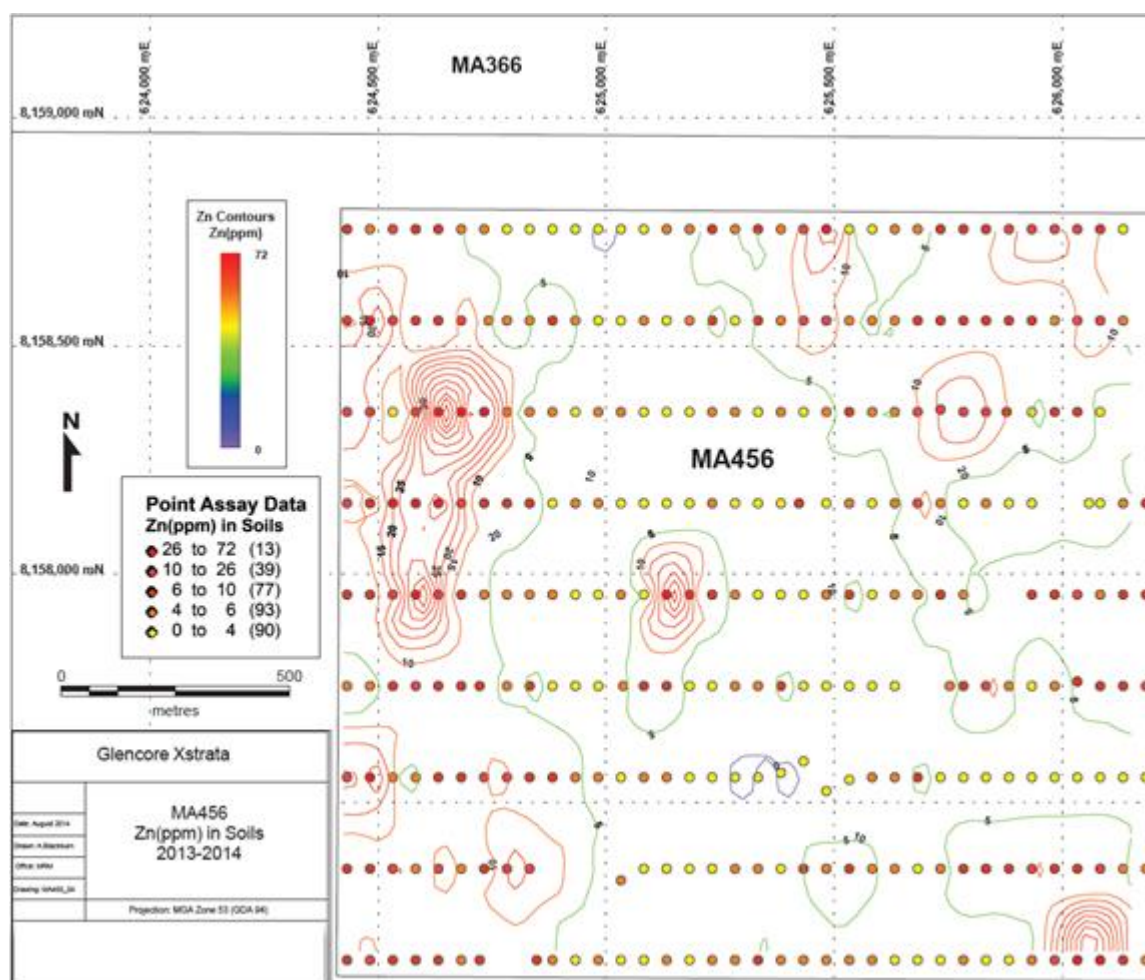 MA366
624,000 mE
624,500 mE
625,000 mE
625,500 mE
626,000 mE
8,159,000 mN
8,158,500 mN
8,158,000 mN
Zn Contours
Zn(ppm)
72
0
N
Point Assay Data
Zn(ppm) in Soils
26 to 72 (13)
10 to 26 (39)
6 to 10 (77)
4 to 6 (93)
0 to 4 (90)
0 500
metres
MA456
Glencore Xstrata
Date: August 2014
MA456
Zn(ppm) in Soils
2013-2014
Projection: MGA Zone 53 (GDA 94)